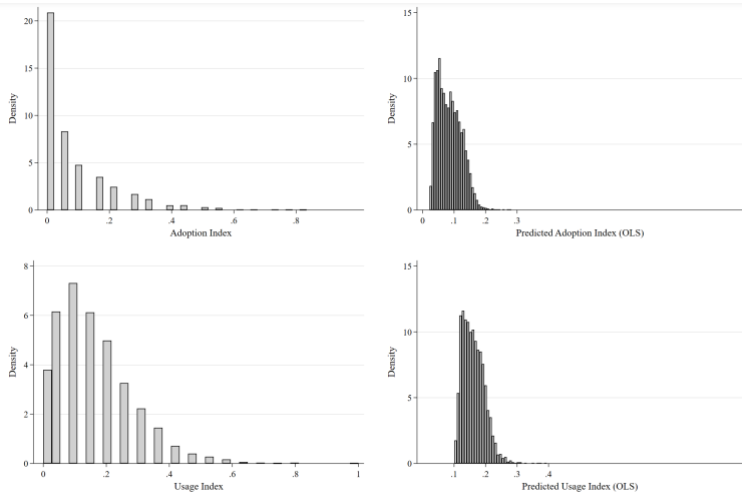 Density
20
15
10
5
0
0 .2 .4 .6 .8
Adoption Index
Density
15
10
5
0
0 .1 .2 .3
Predicted Adoption Index (OLS)
Density
8
6
4
2
0
0 .2 .4 .6 .8 1
Usage Index
Density
15
10
5
0
.1 .2 .3 .4
Predicted Usage Index (OLS)